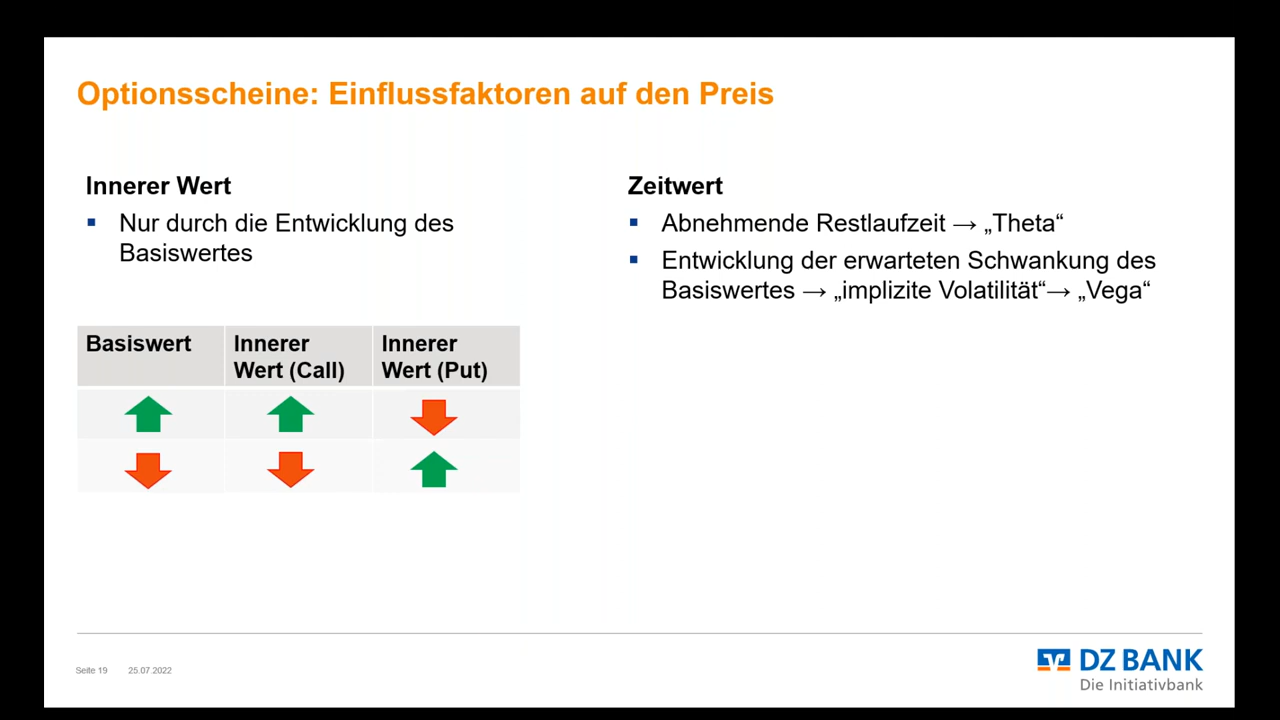 Optionsscheine: Einflussfaktoren auf den Preis
Innerer Wert
Nur durch die Entwicklung des
Basiswertes
Zeitwert
Abnehmende Restlaufzeit → „Theta“
Entwicklung der erwarteten Schwankung des
Basiswertes → „implizite Volatilität“→ „Vega“
Basiswert
Innerer
Wert (Call)
Innerer
Wert (Put)
Seite 19
25.07.2022
DZ BANK
Die Initiativbank